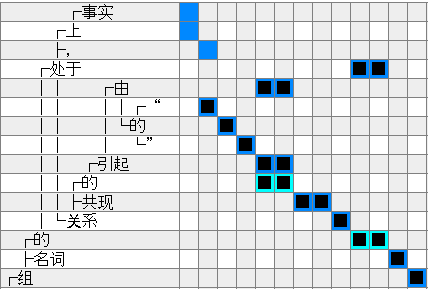 事实
上
,
处于
由
“
的
”
引起
的
共现
关系
的
名词
组